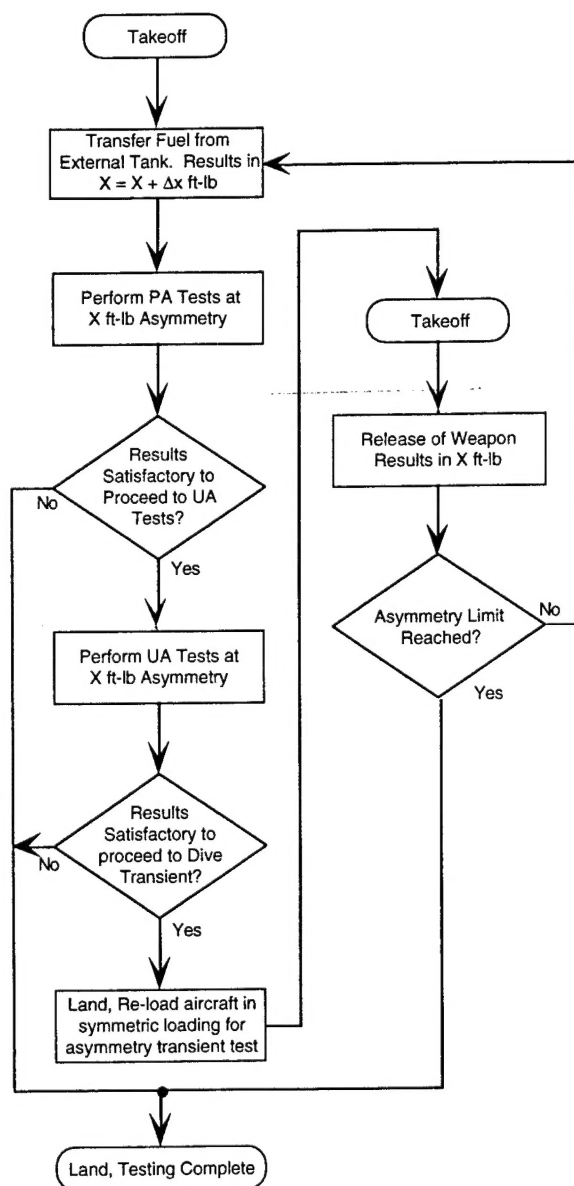 Takeoff
Transfer Fuel from
External Tank. Results in
X = X + Δx ft-lb
Perform PA Tests at
X ft-lb Asymmetry
Results
Satisfactory to
Proceed to UA
Tests?
No
Yes
Perform UA Tests at
X ft-lb Asymmetry
Results
Satisfactory to
proceed to Dive
Transient?
No
Yes
Land, Re-load aircraft in
symmetric loading for
asymmetry transient test
Takeoff
Release of Weapon
Results in X ft-lb
Asymmetry Limit
Reached?
No
Yes
Land, Testing Complete